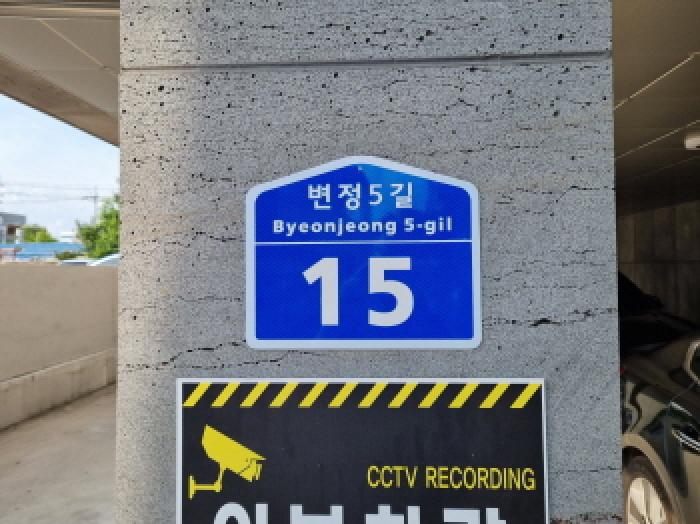 변정5길
Byeonjeong 5-gil
15
CCTV RECORDING